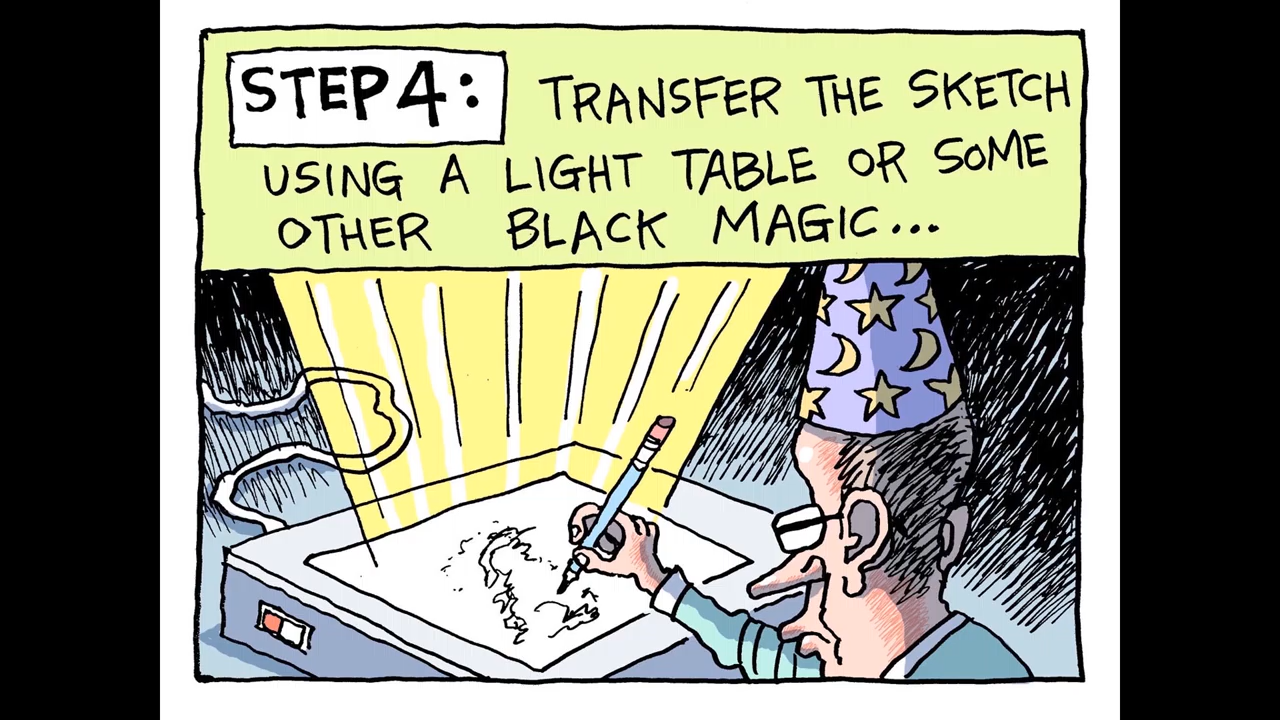 STEP 4: TRANSFER THE SKETCH
USING A LIGHT TABLE OR SOME
OTHER BLACK MAGIC...